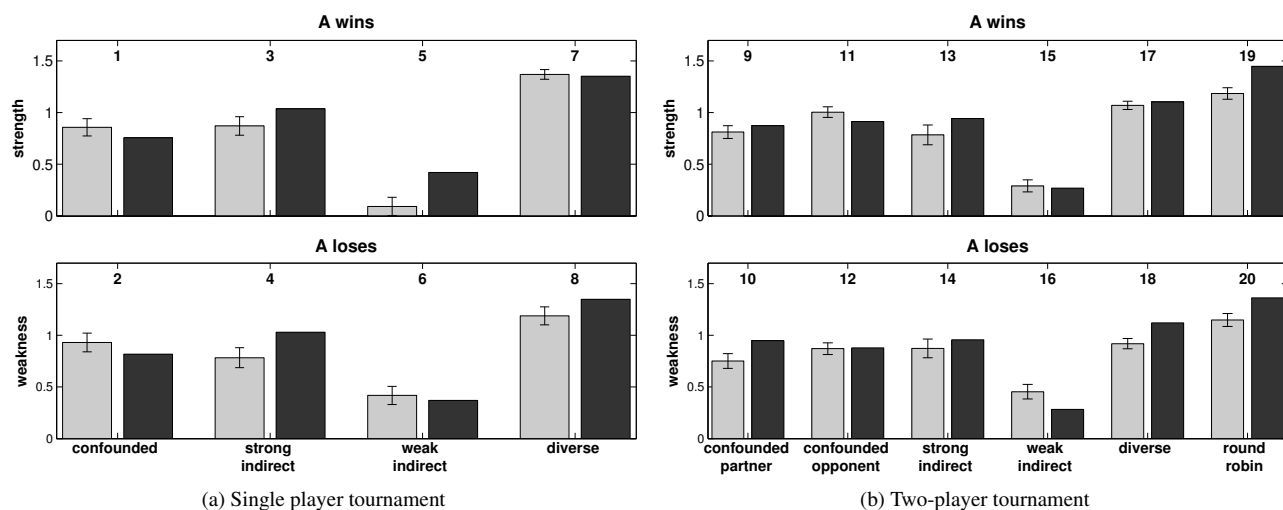 A wins
1 3 5 7
1.5
1
0.5
0
strength
A loses
2 4 6 8
1.5
1
0.5
0
weakness
confounded strong indirect weak indirect diverse
(a) Single player tournament
A wins
9 11 13 15 17 19
1.5
1
0.5
0
strength
A loses
10 12 14 16 18 20
1.5
1
0.5
0
weakness
confounded partner confounded opponent strong indirect weak indirect diverse round robin
(b) Two-player tournament